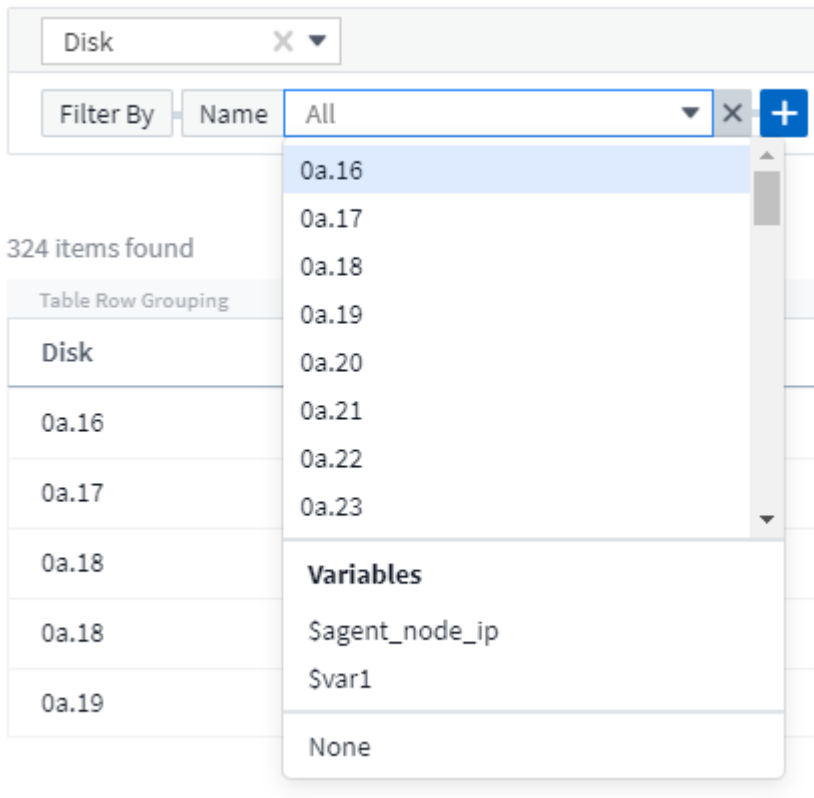 Disk
Filter By Name All
0a.16
0a.17
0a.18
0a.19
0a.20
0a.21
0a.22
0a.23
Variables
$agent_node_ip
$var1
None
324 items found
Table Row Grouping
Disk
0a.16
0a.17
0a.18
0a.18
0a.19